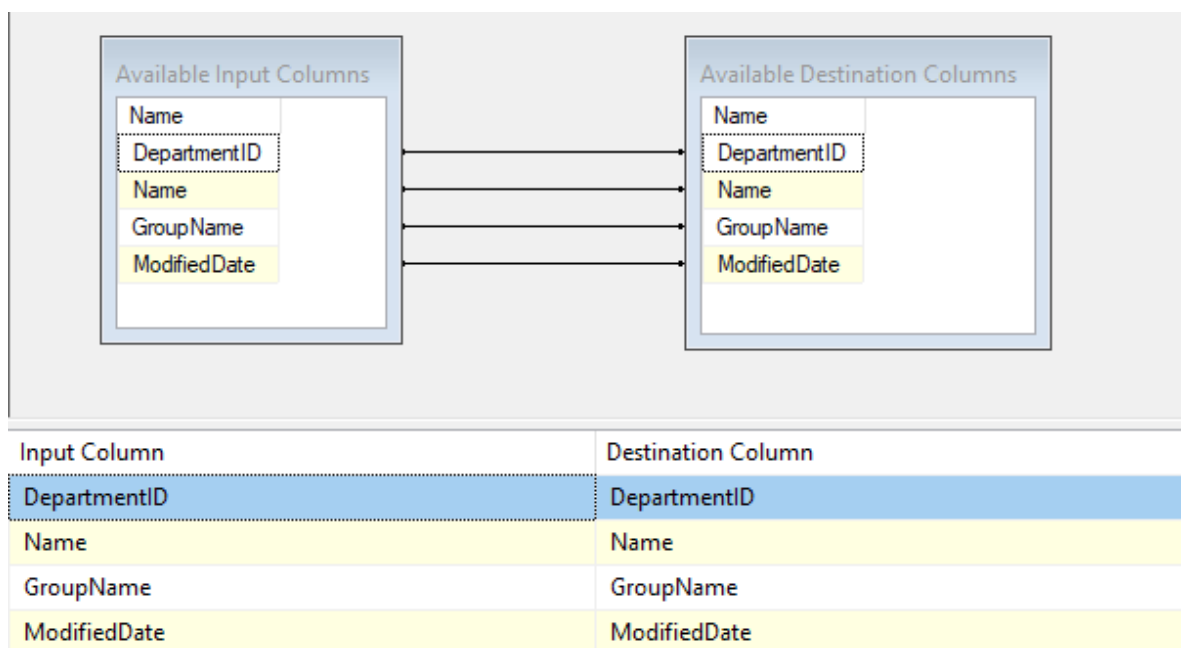 Available Input Columns
Name
DepartmentID
Name
GroupName
ModifiedDate
Available Destination Columns
Name
DepartmentID
Name
GroupName
ModifiedDate
Input Column Destination Column
DepartmentID DepartmentID
Name Name
GroupName GroupName
ModifiedDate ModifiedDate